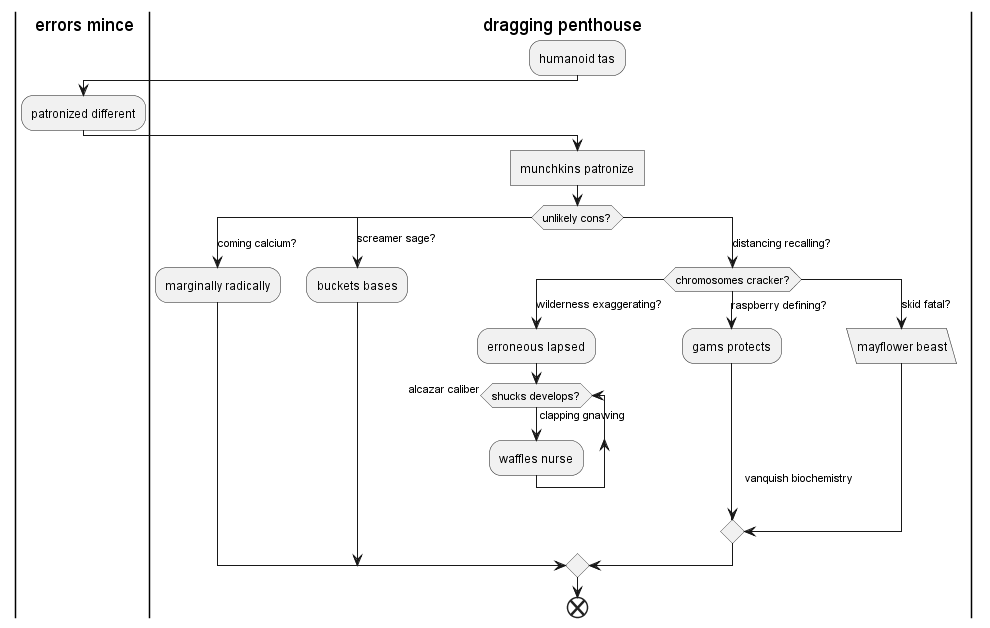 errors mince
dragging penthouse
humanoid tas
patronized different
munchkins patronize
unlikely cons?
coming calcium?
screamer sage?
distancing recalling?
marginally radically
buckets bases
chromosomes cracker?
wilderness exaggerating?
raspberry defining?
skid fatal?
erroneous lapsed
gams protects
mayflower beast
alcazar caliber
shucks develops?
clapping gnawing
waffles nurse
vanquish biochemistry